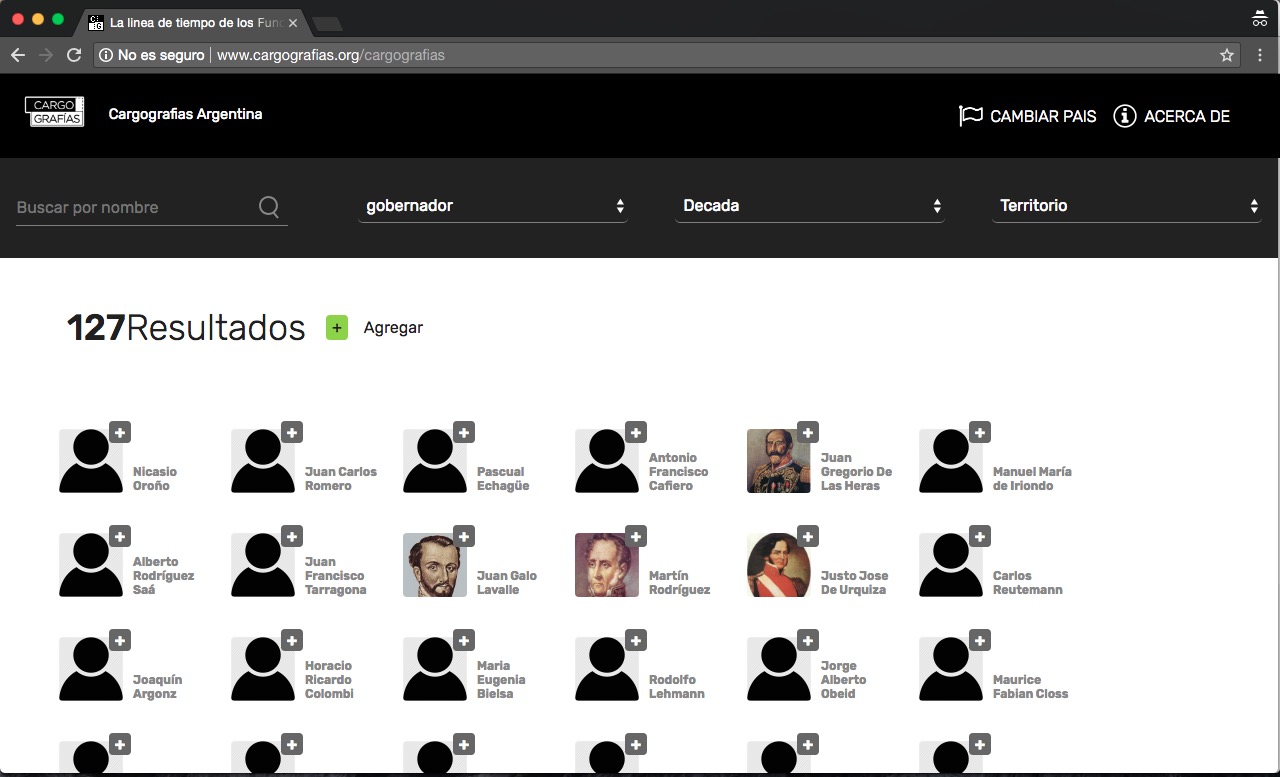 La linea de tiempo de los Fun
No es seguro
www.cargografias.org/cargografias
CARGO
GRAFÍAS
Cargografias Argentina
CAMBIAR PAIS
ACERCA DE
Buscar por nombre
gobernador
Decada
Territorio
127Resultados
+ Agregar
Nicasio
Oroño
Juan Carlos
Romero
Pascual
Echagüe
Antonio
Francisco
Cafiero
Juan
Gregorio De
Las Heras
Manuel María
de Iriondo
Alberto
Rodríguez
Saá
Juan
Francisco
Tarragona
Juan Galo
Lavalle
Martín
Rodríguez
Justo Jose
De Urquiza
Carlos
Reutemann
Joaquín
Argonz
Horacio
Ricardo
Colombi
Maria
Eugenia
Bielsa
Rodolfo
Lehmann
Jorge
Alberto
Obeid
Maurice
Fabian Closs